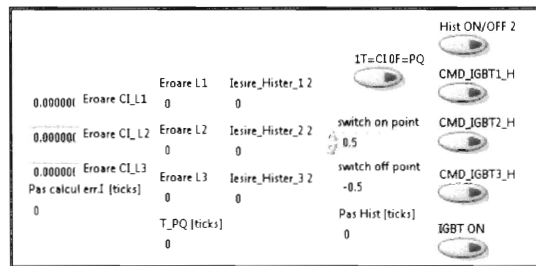 Hist ON/OFF 2
1T=CI 0F=PQ
Eroare L1 Iesire_Hister_1 2 CMD_IGBT1_H
0.000000 Eroare CI_L1 0 0
switch on point CMD_IGBT2_H
0.000000 Eroare CI_L2 Eroare L2 Iesire_Hister_2 2 0.5
0 0
switch off point
0.000000 Eroare CI_L3 Eroare L3 Iesire_Hister_3 2 -0.5 CMD_IGBT3_H
Pas calcul err.I [ticks] 0 0
0 Pas Hist [ticks]
T_PQ [ticks] 0 IGBT ON
0